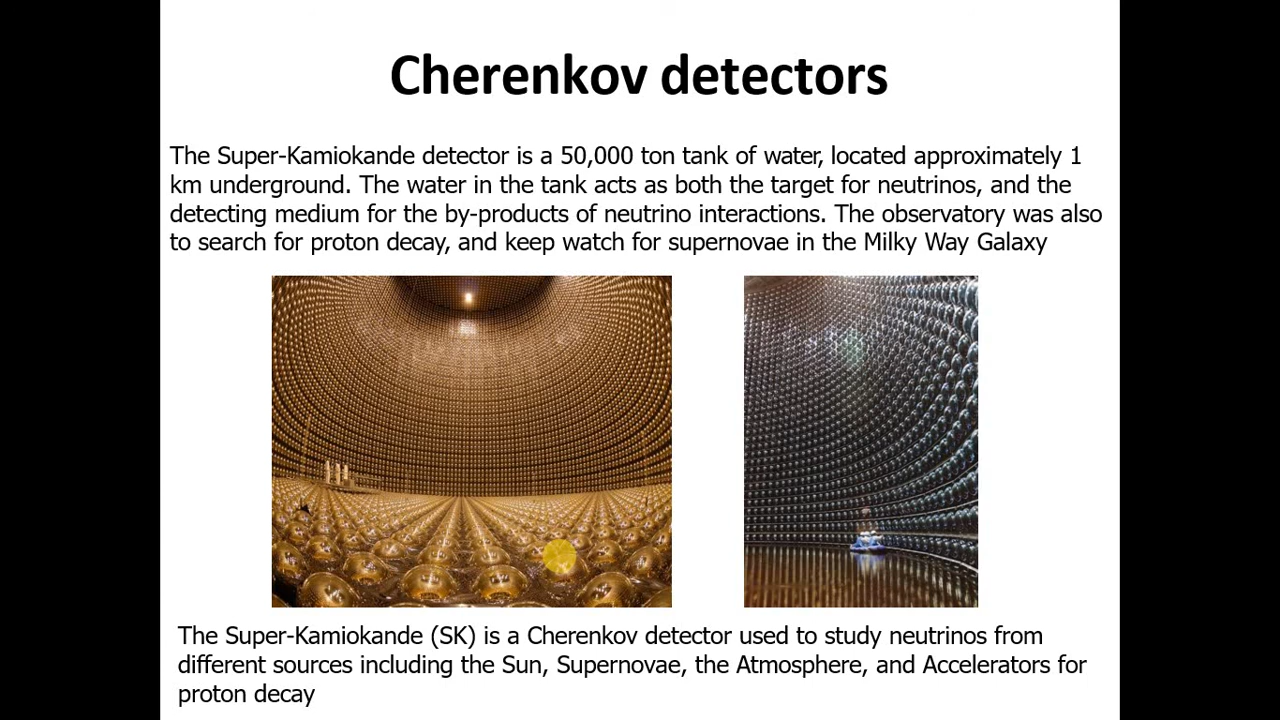 Cherenkov detectors
The Super-Kamiokande detector is a 50,000 ton tank of water, located approximately 1
km underground. The water in the tank acts as both the target for neutrinos, and the
detecting medium for the by-products of neutrino interactions. The observatory was also
to search for proton decay, and keep watch for supernovae in the Milky Way Galaxy
The Super-Kamiokande (SK) is a Cherenkov detector used to study neutrinos from
different sources including the Sun, Supernovae, the Atmosphere, and Accelerators for
proton decay